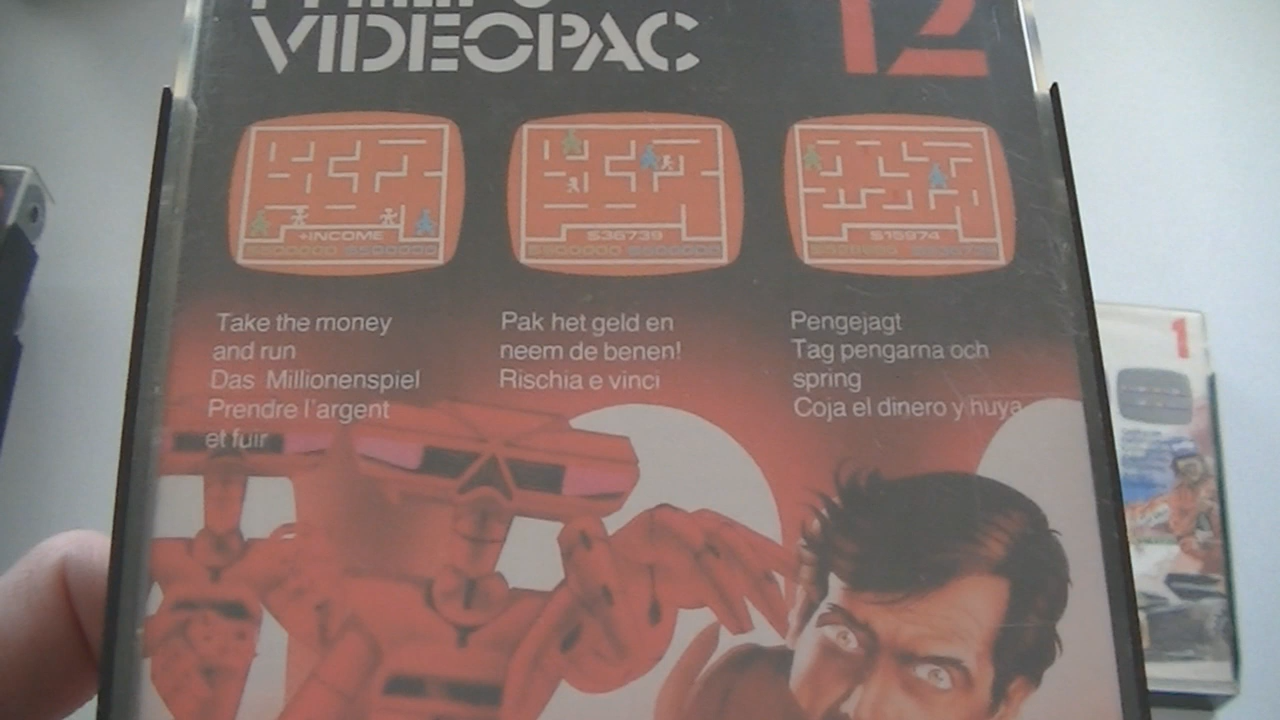 PHILIPS
VIDEOPAC
12
+INCOME
$36739
$15974
Take the money
and run
Das Millionenspiel
Prendre l'argent
et fuir
Pak het geld en
neem de benen!
Rischia e vinci
Pengejagt
Tag pengarna och
spring
Coja el dinero y huya
1